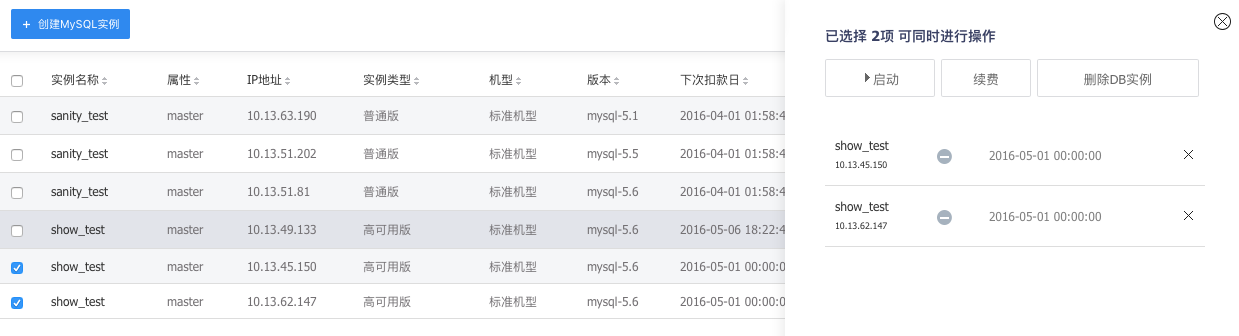 + 创建MySQL实例
实例名称 属性 IP地址 实例类型 机型 版本 下次扣款日
sanity_test master 10.13.63.190 普通版 标准机型 mysql-5.1 2016-04-01 01:58:4
sanity_test master 10.13.51.202 普通版 标准机型 mysql-5.5 2016-04-01 01:58:4
sanity_test master 10.13.51.81 普通版 标准机型 mysql-5.6 2016-04-01 01:58:4
show_test master 10.13.49.133 高可用版 标准机型 mysql-5.6 2016-05-06 18:22:4
show_test master 10.13.45.150 高可用版 标准机型 mysql-5.6 2016-05-01 00:00:0
show_test master 10.13.62.147 高可用版 标准机型 mysql-5.6 2016-05-01 00:00:0
已选择 2项 可同时进行操作
启动 续费 删除DB实例
show_test
10.13.45.150
2016-05-01 00:00:00
show_test
10.13.62.147
2016-05-01 00:00:00